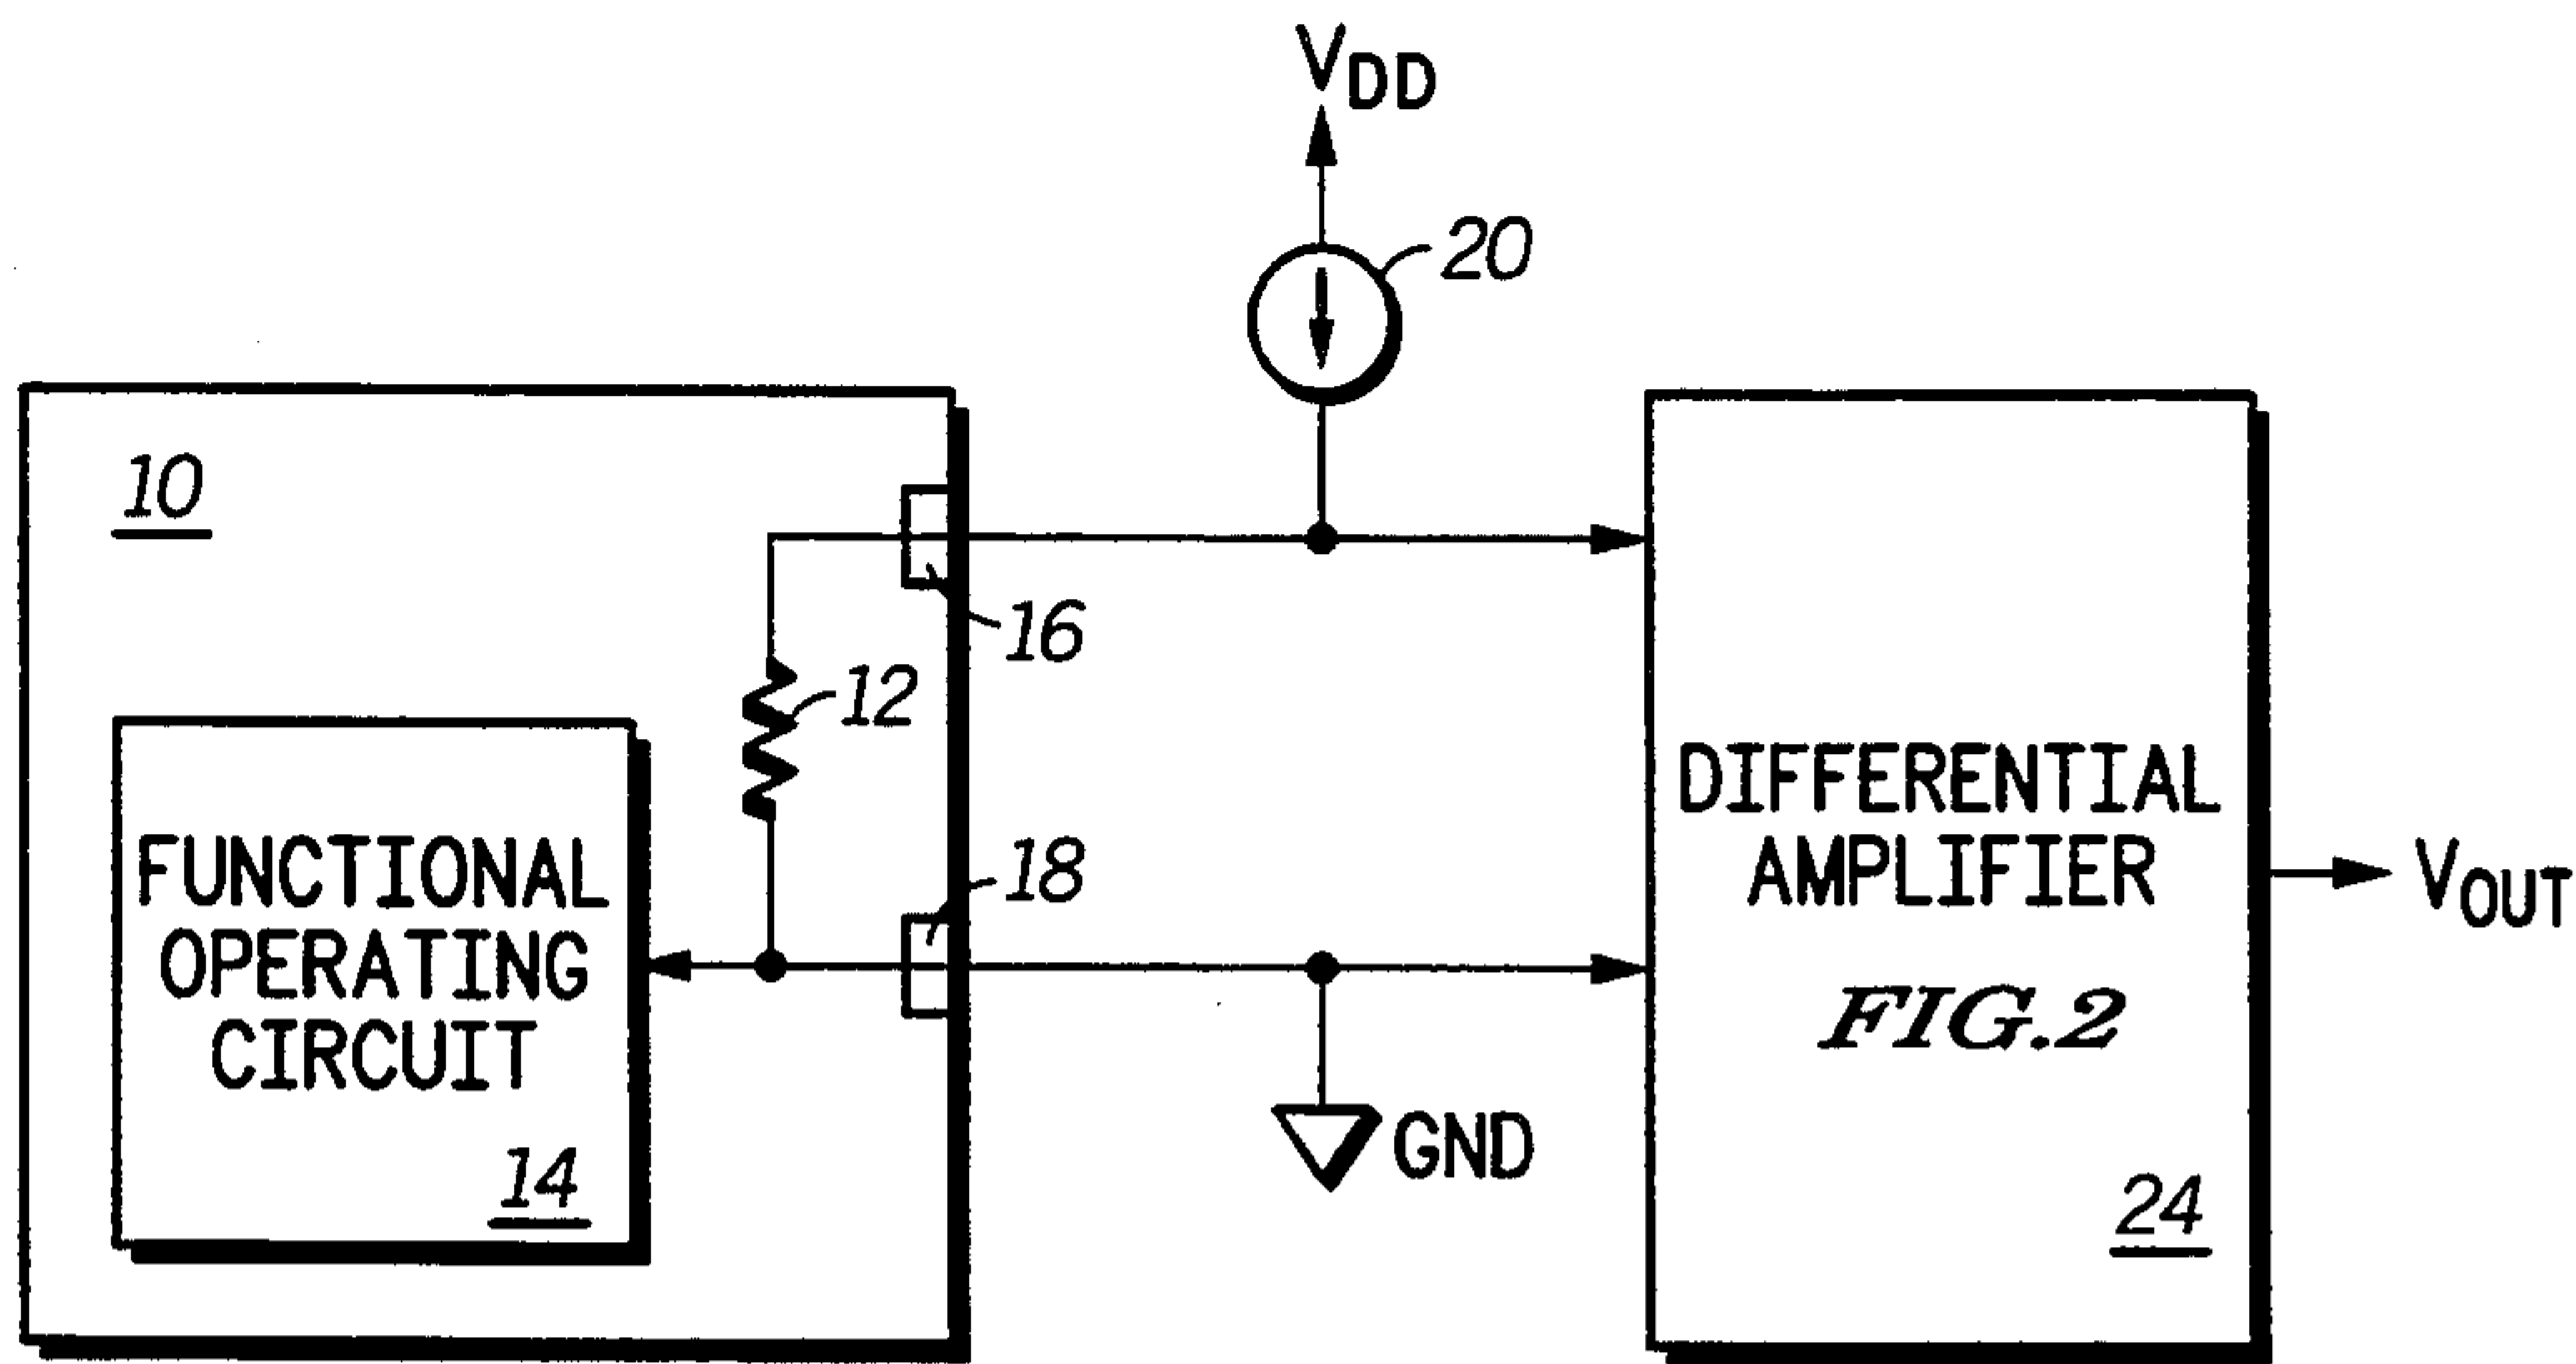 VDD
20
10
16
12
18
FUNCTIONAL
OPERATING
CIRCUIT
14
GND
DIFFERENTIAL
AMPLIFIER
FIG.2
24
VOUT